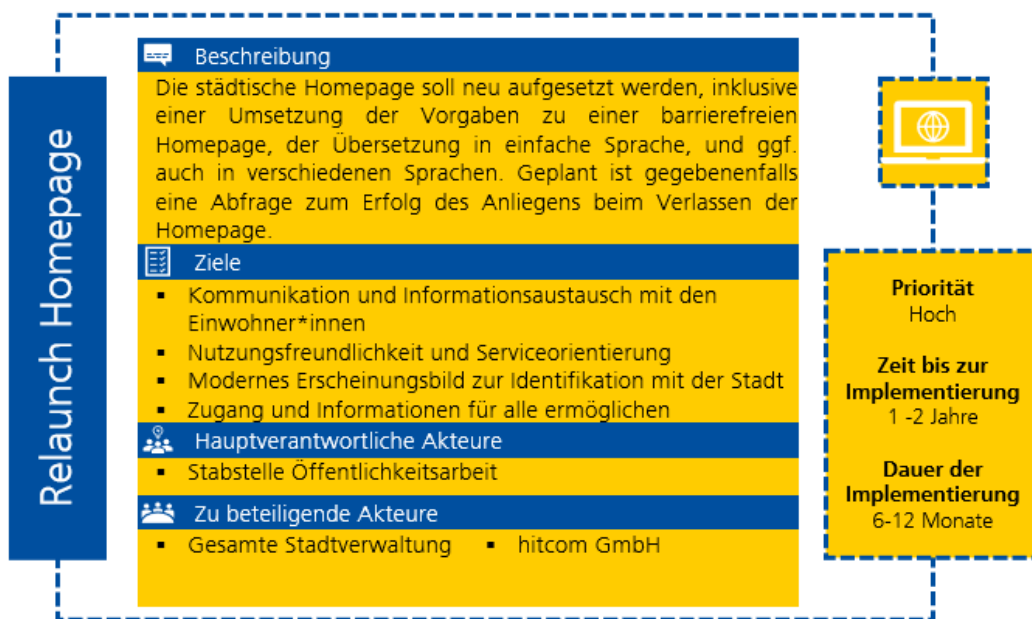 Relaunch Homepage
Beschreibung
Die städtische Homepage soll neu aufgesetzt werden, inklusive
einer Umsetzung der Vorgaben zu einer barrierefreien
Homepage, der Übersetzung in einfache Sprache, und ggf.
auch in verschiedenen Sprachen. Geplant ist gegebenenfalls
eine Abfrage zum Erfolg des Anliegens beim Verlassen der
Homepage.
Ziele
▪ Kommunikation und Informationsaustausch mit den
Einwohner*innen
▪ Nutzungsfreundlichkeit und Serviceorientierung
▪ Modernes Erscheinungsbild zur Identifikation mit der Stadt
▪ Zugang und Informationen für alle ermöglichen
Hauptverantwortliche Akteure
▪ Stabstelle Öffentlichkeitsarbeit
Zu beteiligende Akteure
▪ Gesamte Stadtverwaltung ▪ hitcom GmbH
Priorität
Hoch
Zeit bis zur
Implementierung
1 -2 Jahre
Dauer der
Implementierung
6-12 Monate